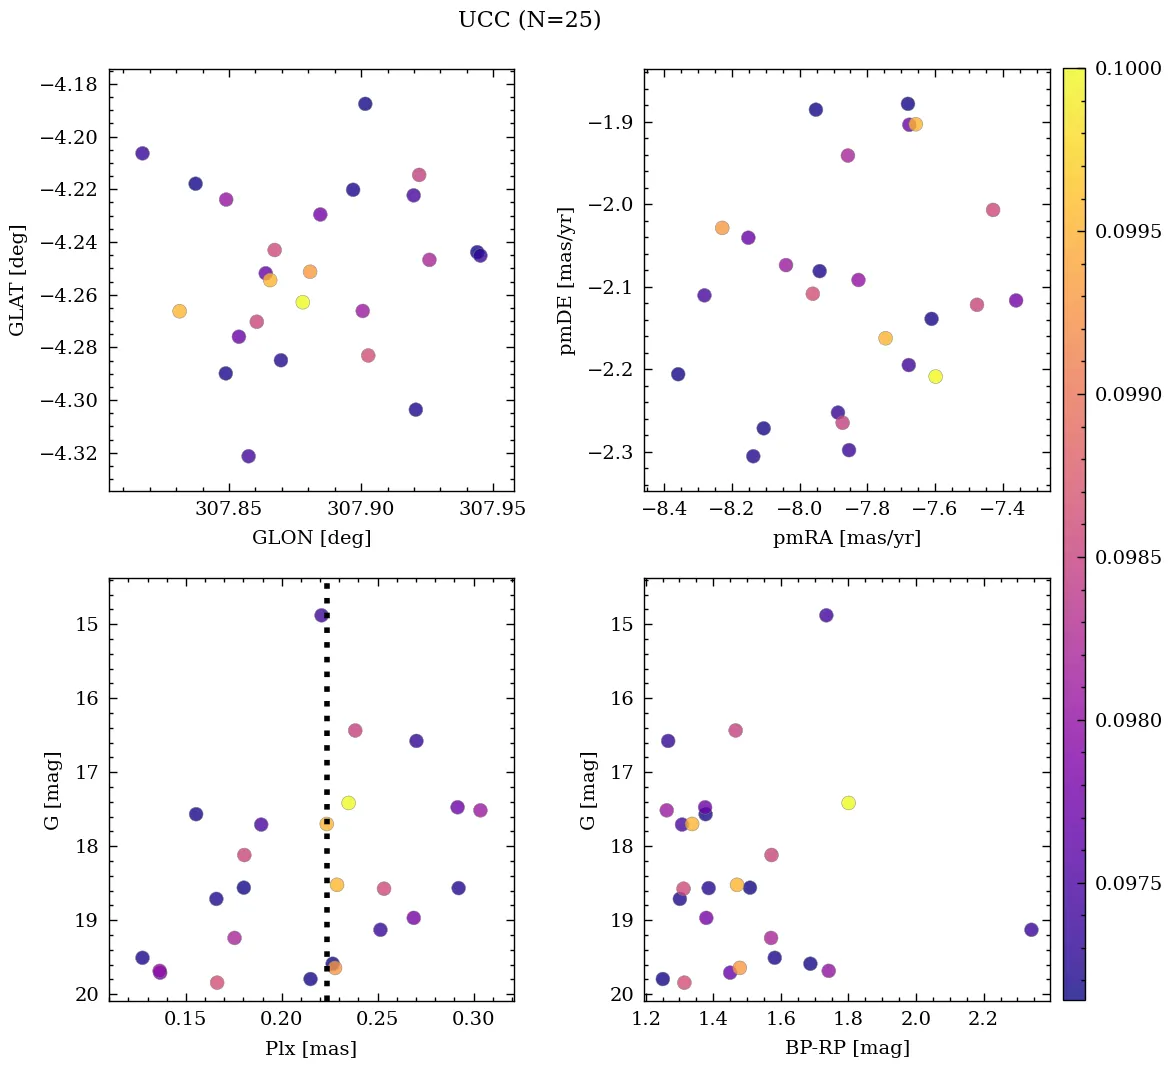 UCC (N=25)
−4.18
−4.20
−4.22
−4.24
−4.26
−4.28
−4.30
−4.32
GLAT [deg]
307.85 307.90 307.95
GLON [deg]
−1.9
−2.0
−2.1
−2.2
−2.3
pmDE [mas/yr]
−8.4 −8.2 −8.0 −7.8 −7.6 −7.4
pmRA [mas/yr]
15
16
17
18
19
20
G [mag]
0.15 0.20 0.25 0.30
Plx [mas]
15
16
17
18
19
20
G [mag]
1.2 1.4 1.6 1.8 2.0 2.2
BP-RP [mag]
0.1000
0.0995
0.0990
0.0985
0.0980
0.0975